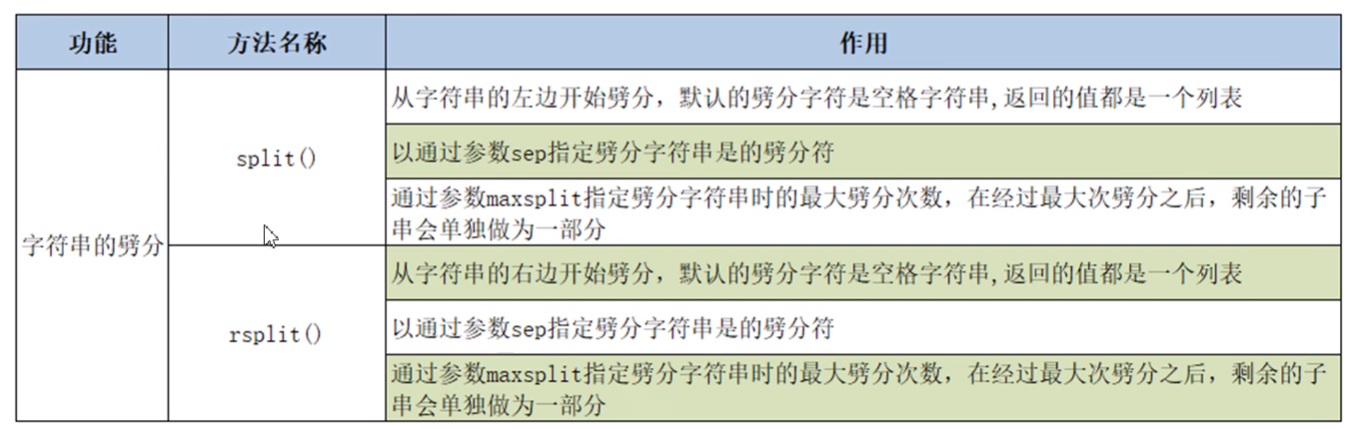 功能 方法名称 作用
字符串的劈分
split()
从字符串的左边开始劈分，默认的劈分字符是空格字符串,返回的值都是一个列表
以通过参数sep指定劈分字符串是的劈分符
通过参数maxsplit指定劈分字符串时的最大劈分次数，在经过最大次劈分之后，剩余的子
串会单独做为一部分
rsplit()
从字符串的右边开始劈分，默认的劈分字符是空格字符串,返回的值都是一个列表
以通过参数sep指定劈分字符串是的劈分符
通过参数maxsplit指定劈分字符串时的最大劈分次数，在经过最大次劈分之后，剩余的子
串会单独做为一部分